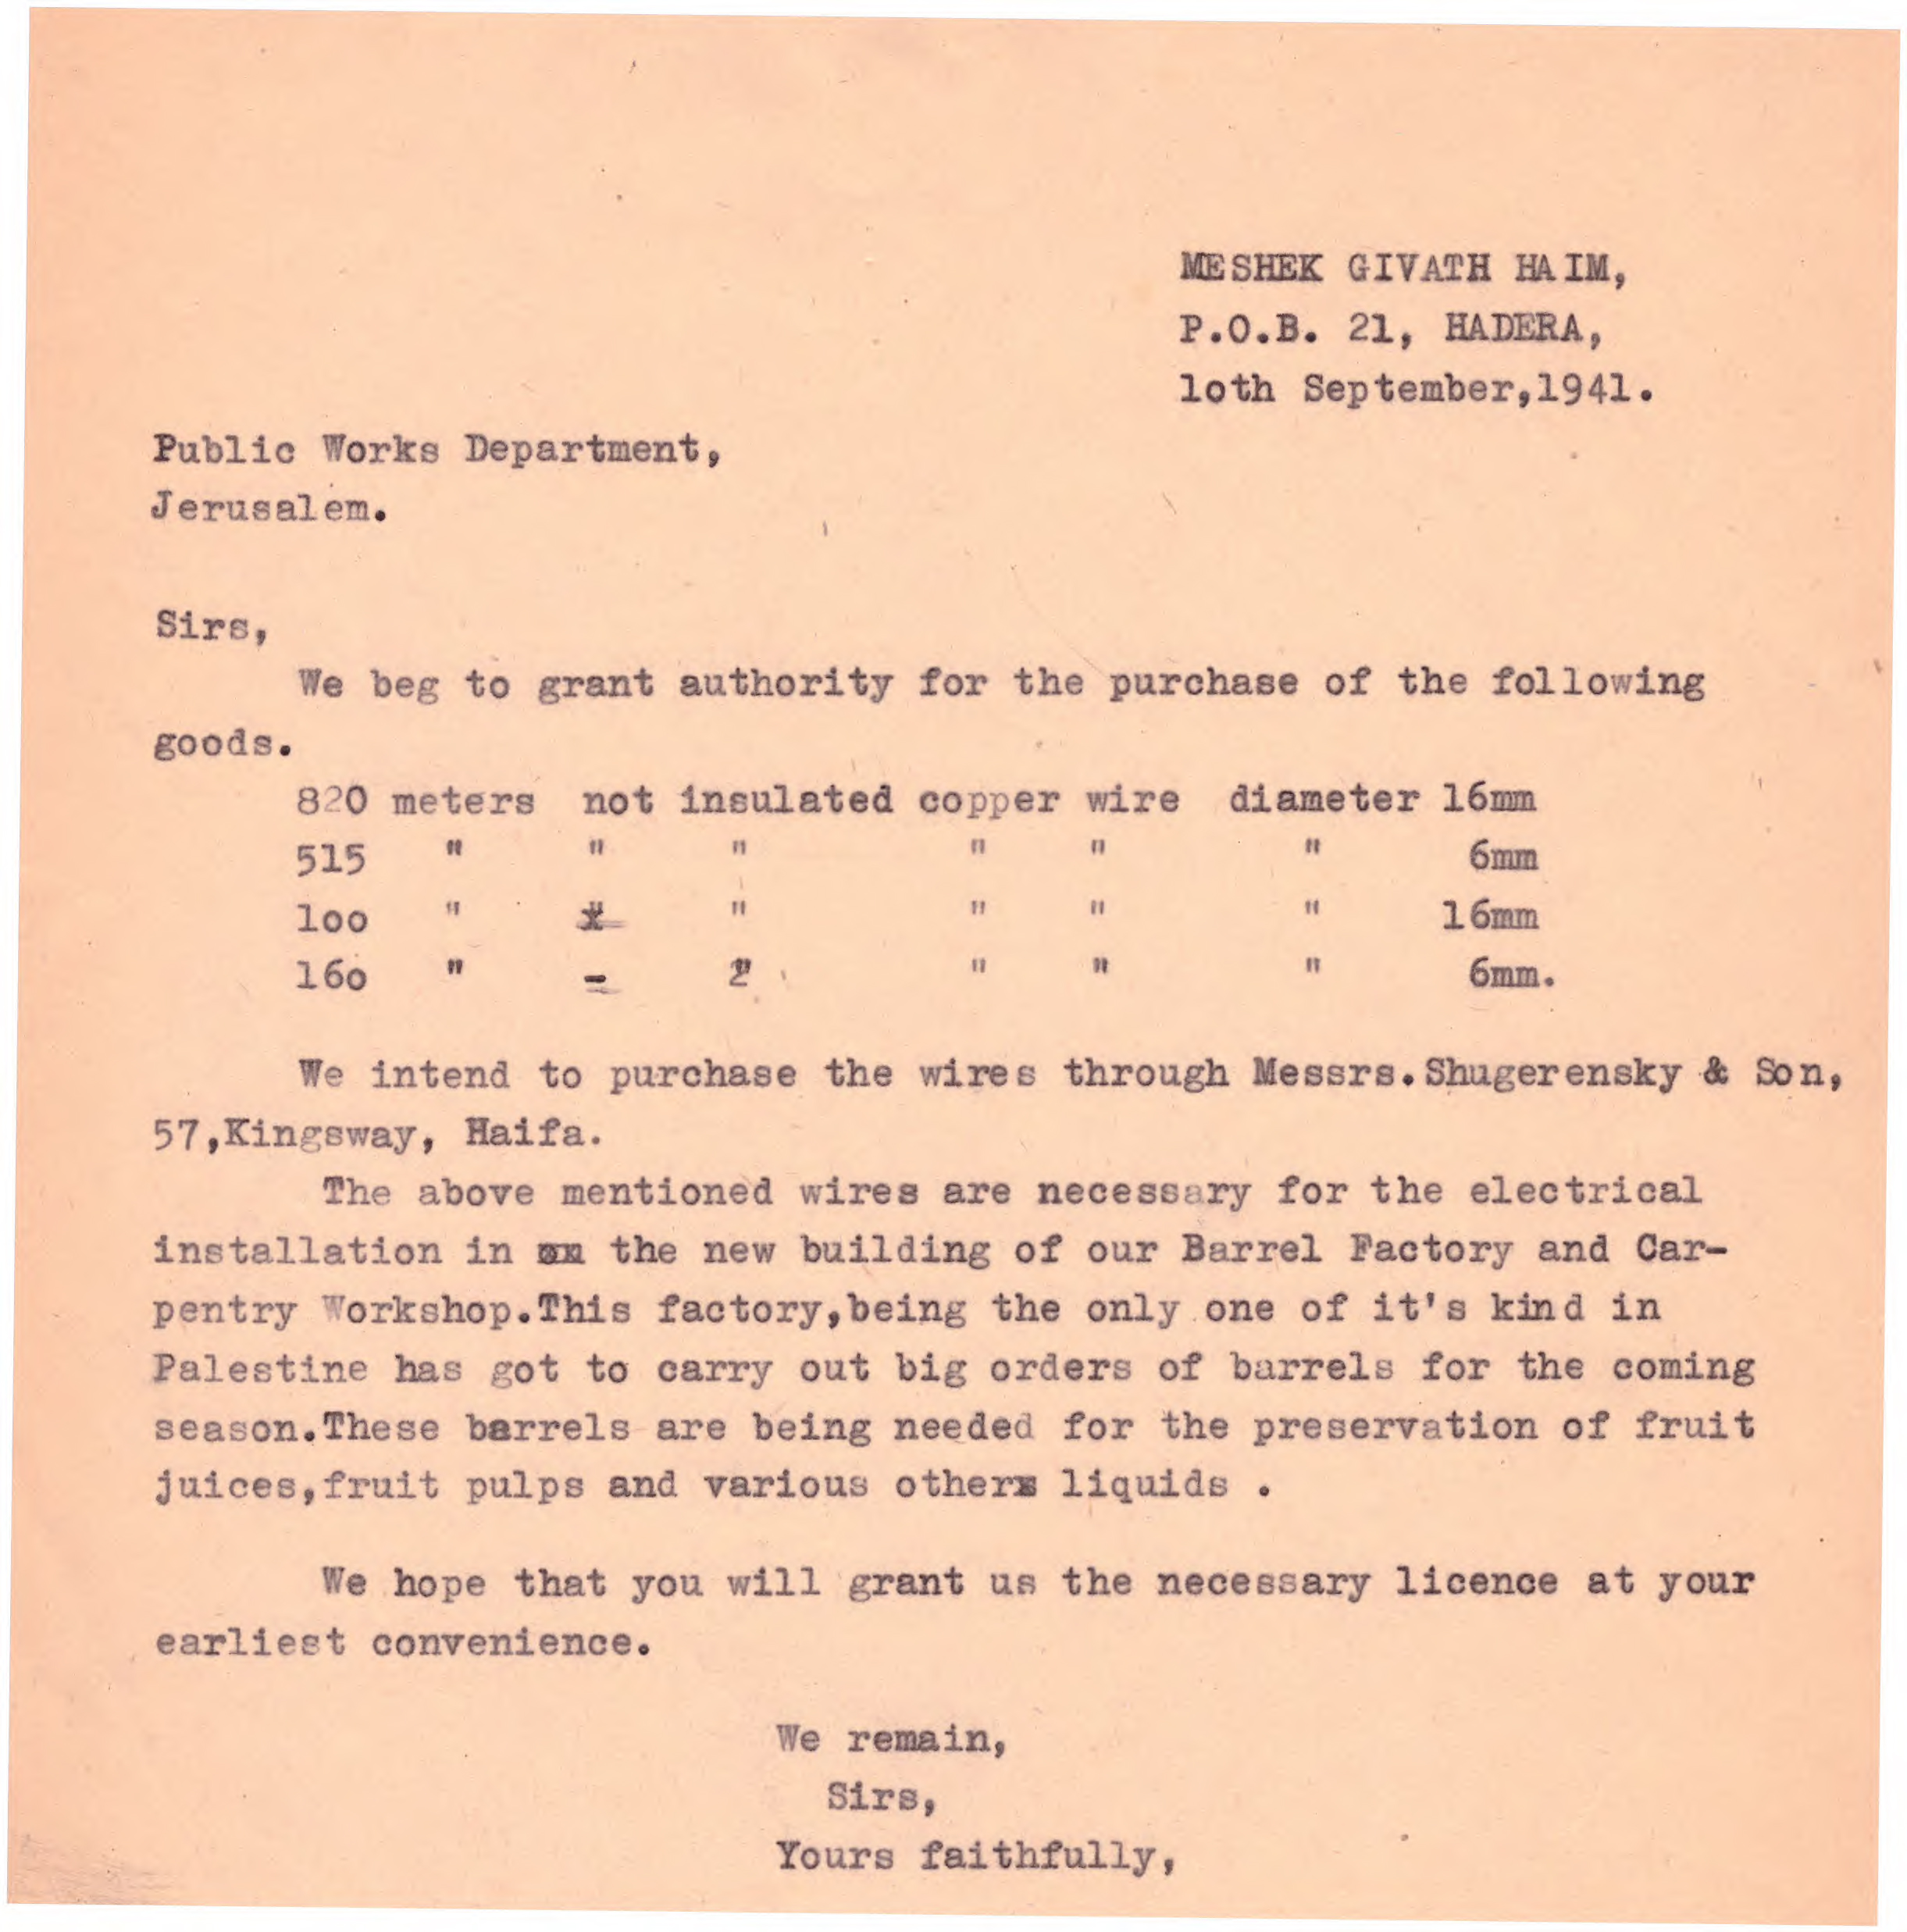 MESHEK GIVATH HAIM,
P.O.B. 21, HADERA,
loth September,1941.
Public Works Department,
Jerusalem.
Sirs,
We beg to grant authority for the purchase of the following
goods.
820 meters not insulated copper wire diameter 16mm
515 " " " " " " 6mm
loo " " " " " 16mm
16o " - " " " " 6mm.
We intend to purchase the wires through Messrs.Shugerensky & Son,
57,Kingsway, Haifa.
The above mentioned wires are necessary for the electrical
installation in the new building of our Barrel Factory and Car-
pentry Workshop.This factory,being the only one of it's kind in
Palestine has got to carry out big orders of barrels for the coming
season.These barrels are being needed for the preservation of fruit
juices,fruit pulps and various other liquids .
We hope that you will grant us the necessary licence at your
earliest convenience.
We remain,
Sirs,
Yours faithfully,